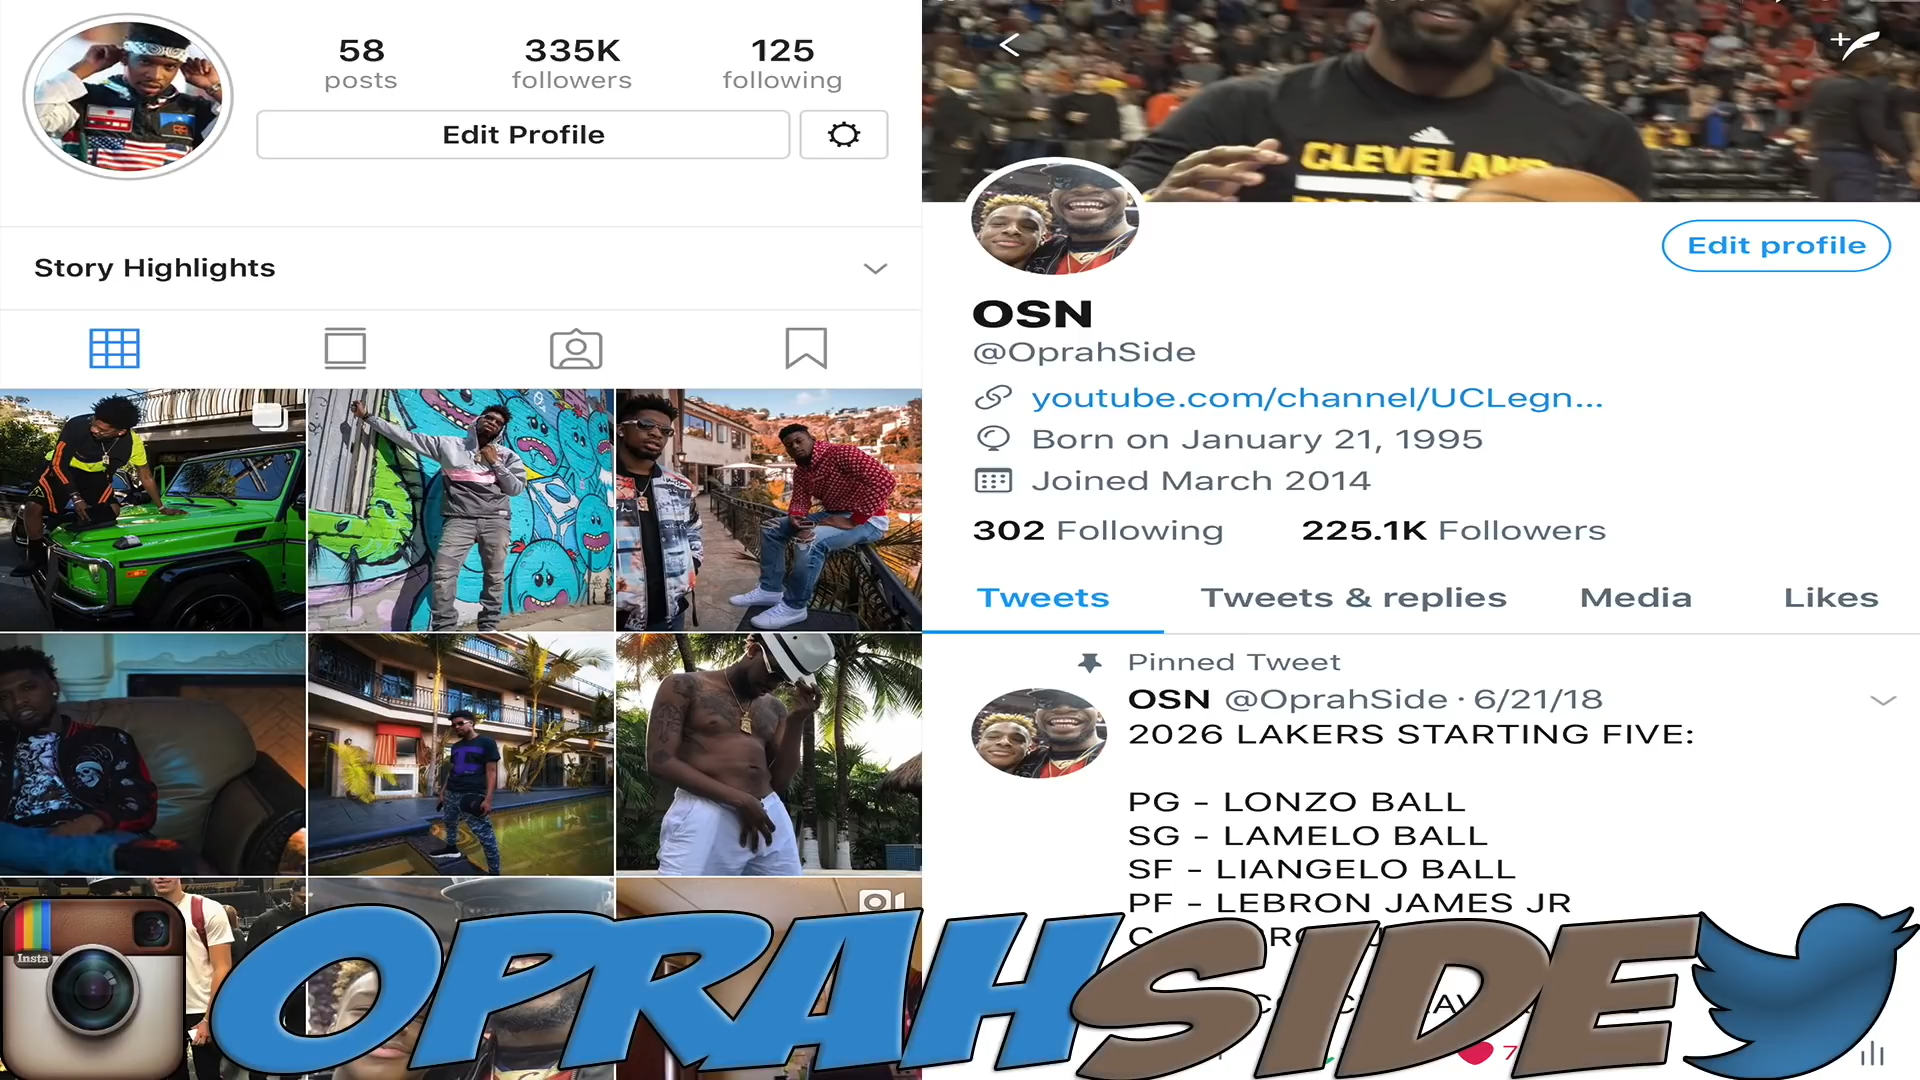 58
posts
335K
followers
125
following
Edit Profile
Story Highlights
CLEVELAND
Edit profile
OSN
@OprahSide
youtube.com/channel/UCLegn...
Born on January 21, 1995
Joined March 2014
302 Following
225.1K Followers
Tweets
Tweets & replies
Media
Likes
Pinned Tweet
OSN @OprahSide · 6/21/18
2026 LAKERS STARTING FIVE:
PG - LONZO BALL
SG - LAMELO BALL
SF - LIANGELO BALL
PF - LEBRON JAMES JR
Insta
OPRAHSIDE